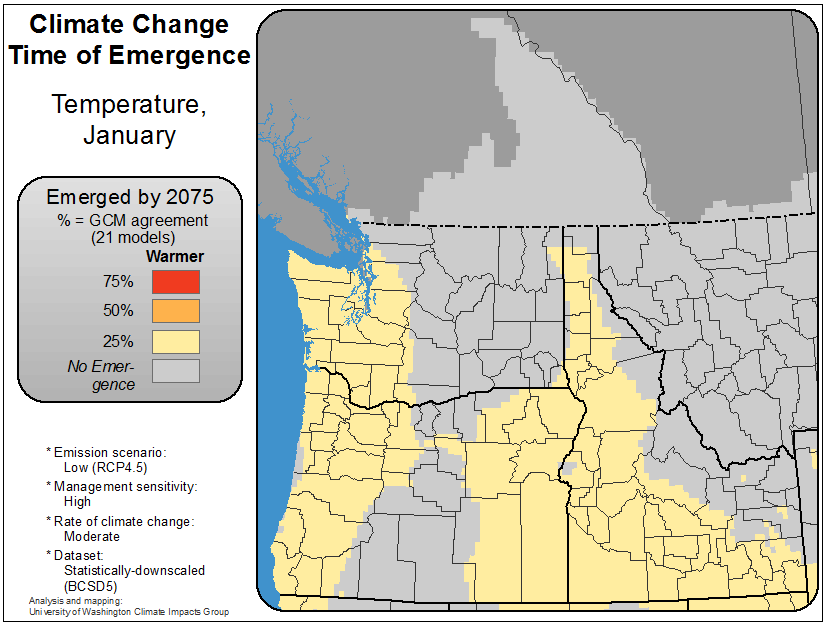 Climate Change
Time of Emergence
Temperature,
January
Emerged by 2075
% = GCM agreement
(21 models)
Warmer
75%
50%
25%
No Emer-
gence
* Emission scenario:
Low (RCP4.5)
* Management sensitivity:
High
* Rate of climate change:
Moderate
* Dataset:
Statistically-downscaled
(BCSD5)
Analysis and mapping:
University of Washington Climate Impacts Group